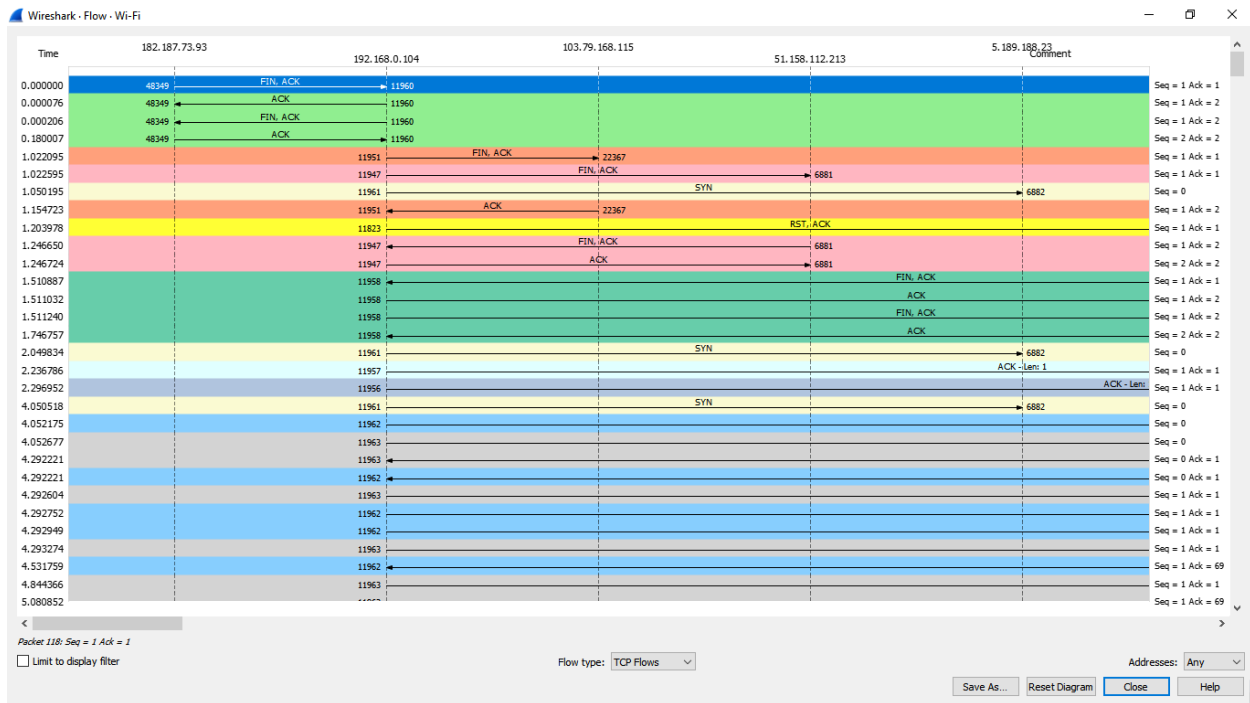 Wireshark · Flow · Wi-Fi
Time 182.187.73.93 192.168.0.104 103.79.168.115 51.158.112.213 5.189.188.23 Comment
0.000000 48349 FIN, ACK 11960 Seq = 1 Ack = 1
0.000076 48349 ACK 11960 Seq = 1 Ack = 2
0.000206 48349 FIN, ACK 11960 Seq = 1 Ack = 2
0.180007 48349 ACK 11960 Seq = 2 Ack = 2
1.022095 11951 FIN, ACK 22367 Seq = 1 Ack = 1
1.022595 11947 FIN, ACK 6881 Seq = 1 Ack = 1
1.050195 11961 SYN 6882 Seq = 0
1.154723 11951 ACK 22367 Seq = 1 Ack = 2
1.203978 11823 RST, ACK Seq = 1 Ack = 1
1.246650 11947 FIN, ACK 6881 Seq = 1 Ack = 2
1.246724 11947 ACK 6881 Seq = 2 Ack = 2
1.510887 11958 FIN, ACK Seq = 1 Ack = 1
1.511032 11958 ACK Seq = 1 Ack = 2
1.511240 11958 FIN, ACK Seq = 1 Ack = 2
1.746757 11958 ACK Seq = 2 Ack = 2
2.049834 11961 SYN 6882 Seq = 0
2.236786 11957 ACK - Len: 1 Seq = 1 Ack = 1
2.296952 11956 ACK - Len: Seq = 1 Ack = 1
4.050518 11961 SYN 6882 Seq = 0
4.052175 11962 Seq = 0
4.052677 11963 Seq = 0
4.292221 11963 Seq = 0 Ack = 1
4.292221 11962 Seq = 0 Ack = 1
4.292604 11963 Seq = 1 Ack = 1
4.292752 11962 Seq = 1 Ack = 1
4.292949 11962 Seq = 1 Ack = 1
4.293274 11963 Seq = 1 Ack = 1
4.531759 11962 Seq = 1 Ack = 69
4.844366 11963 Seq = 1 Ack = 1
5.080852 Seq = 1 Ack = 69
Packet 118: Seq = 1 Ack = 1
Limit to display filter Flow type: TCP Flows Addresses: Any
Save As... Reset Diagram Close Help